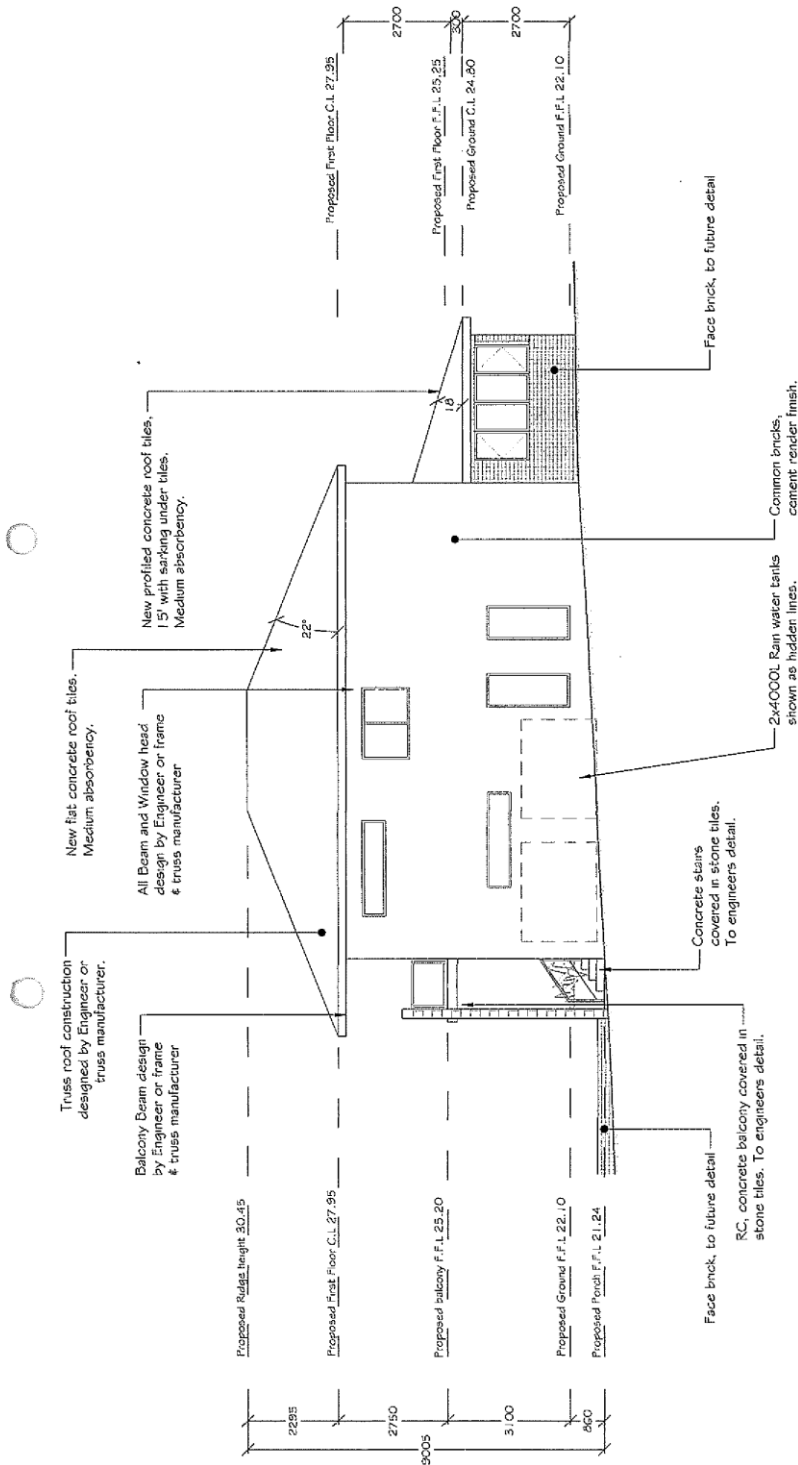 Truss roof construction
designed by Engineer or
truss manufacturer.
New flat concrete roof tiles.
Medium absorbency.
Balcony Beam design
by Engineer or frame
& truss manufacturer
All Beam and Window head
design by Engineer or frame
& truss manufacturer
New profiled concrete roof tiles,
15' with sarking under tiles.
Medium absorbency.
22°
18
Proposed Ridge height 30.45
Proposed First Floor C.L 27.95
Proposed balcony F.F.L 25.20
Proposed Ground F.F.L 22.10
Proposed Porch F.F.L 21.24
2295
2750
3100
860
9005
Proposed First Floor C.L 27.95
Proposed First Floor F.F.L 25.25
Proposed Ground C.L 24.80
Proposed Ground F.F.L 22.10
2700
300
2700
Face brick, to future detail
RC, concrete balcony covered in
stone tiles. To engineers detail.
Concrete stairs
covered in stone tiles.
To engineers detail.
2x4000L Rain water tanks
shown as hidden lines.
Common bricks,
cement render finish.
Face brick, to future detail